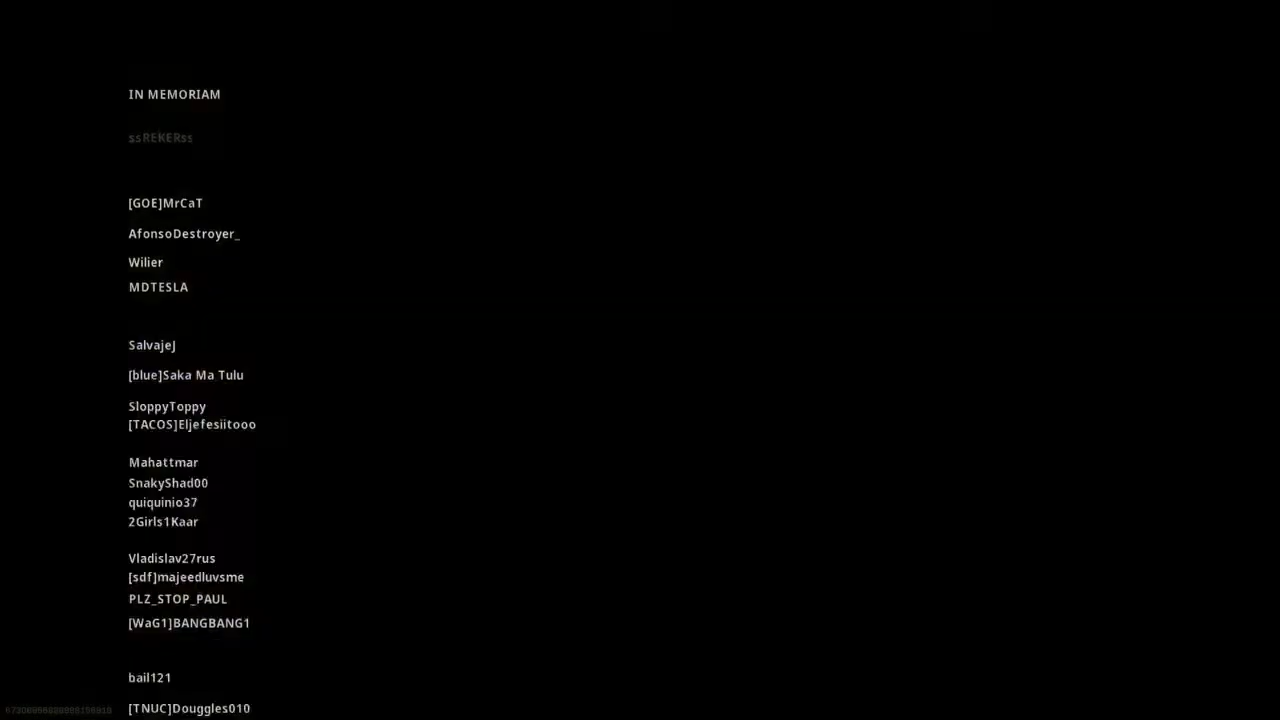 IN MEMORIAM
ssREKERss
[GOE]MrCaT
AfonsoDestroyer_
Wilier
MDTESLA
SalvajeJ
[blue]Saka Ma Tulu
SloppyToppy
[TACOS]Eljefesiitooo
Mahattmar
SnakyShad00
quiquinio37
2Girls1Kaar
Vladislav27rus
[sdf]majeedluvsme
PLZ_STOP_PAUL
[WaG1]BANGBANG1
bail121
[TNUC]Douggles010